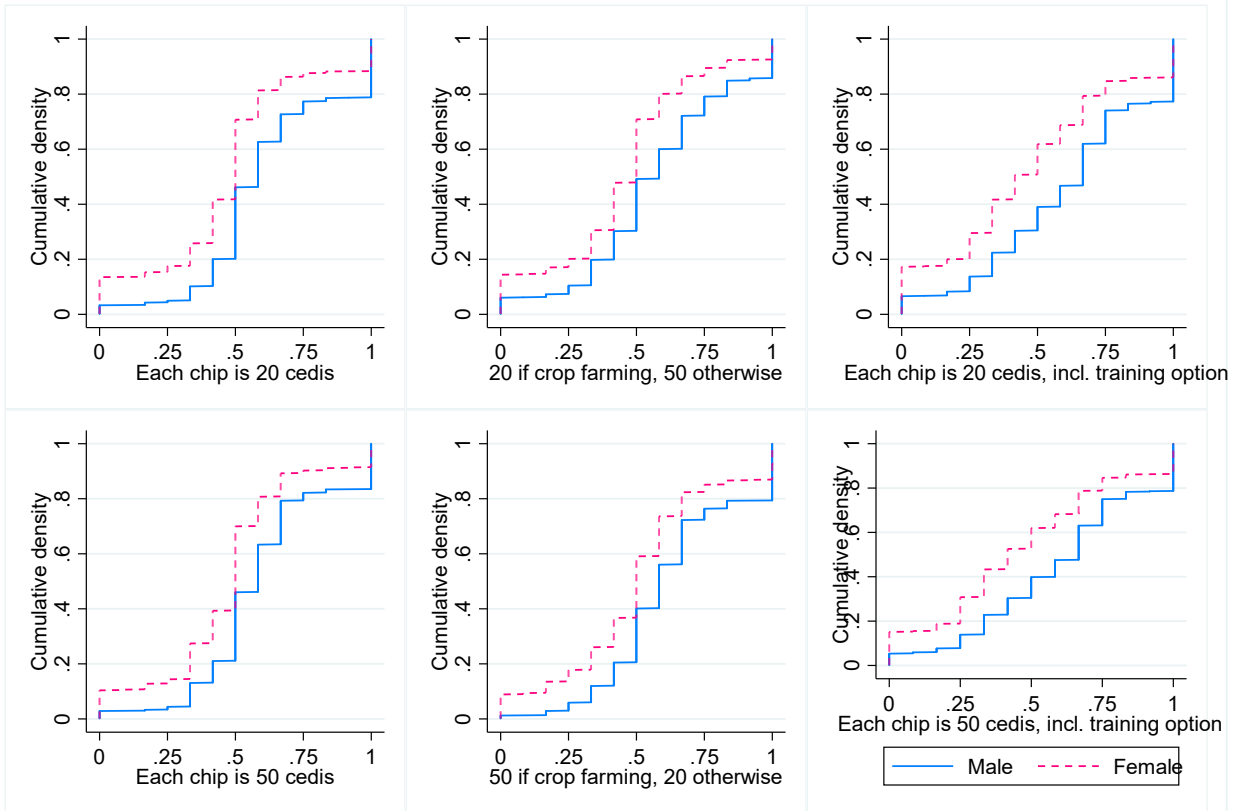 Cumulative density
0 .2 .4 .6 .8 1
0 .25 .5 .75 1
Each chip is 20 cedis
Cumulative density
0 .2 .4 .6 .8 1
0 .25 .5 .75 1
20 if crop farming, 50 otherwise
Cumulative density
0 .2 .4 .6 .8 1
0 .25 .5 .75 1
Each chip is 20 cedis, incl. training option
Cumulative density
0 .2 .4 .6 .8 1
0 .25 .5 .75 1
Each chip is 50 cedis
Cumulative density
0 .2 .4 .6 .8 1
0 .25 .5 .75 1
50 if crop farming, 20 otherwise
Cumulative density
0 .2 .4 .6 .8 1
0 .25 .5 .75 1
Each chip is 50 cedis, incl. training option
Male Female